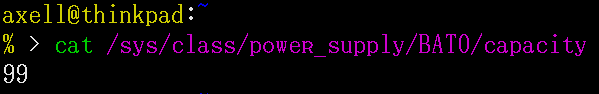 axell@thinkpad:~
% > cat /sys/class/power_supply/BAT0/capacity
99